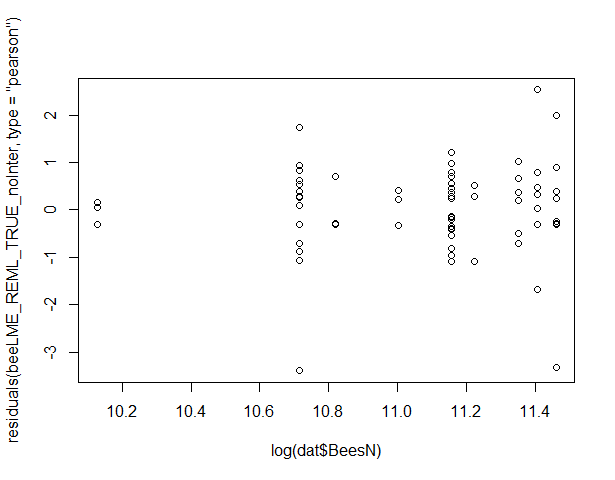 residuals(beeLME_REML_TRUE_noInter, type = "pearson")
2
1
0
-1
-2
-3
10.2 10.4 10.6 10.8 11.0 11.2 11.4
log(dat$BeesN)